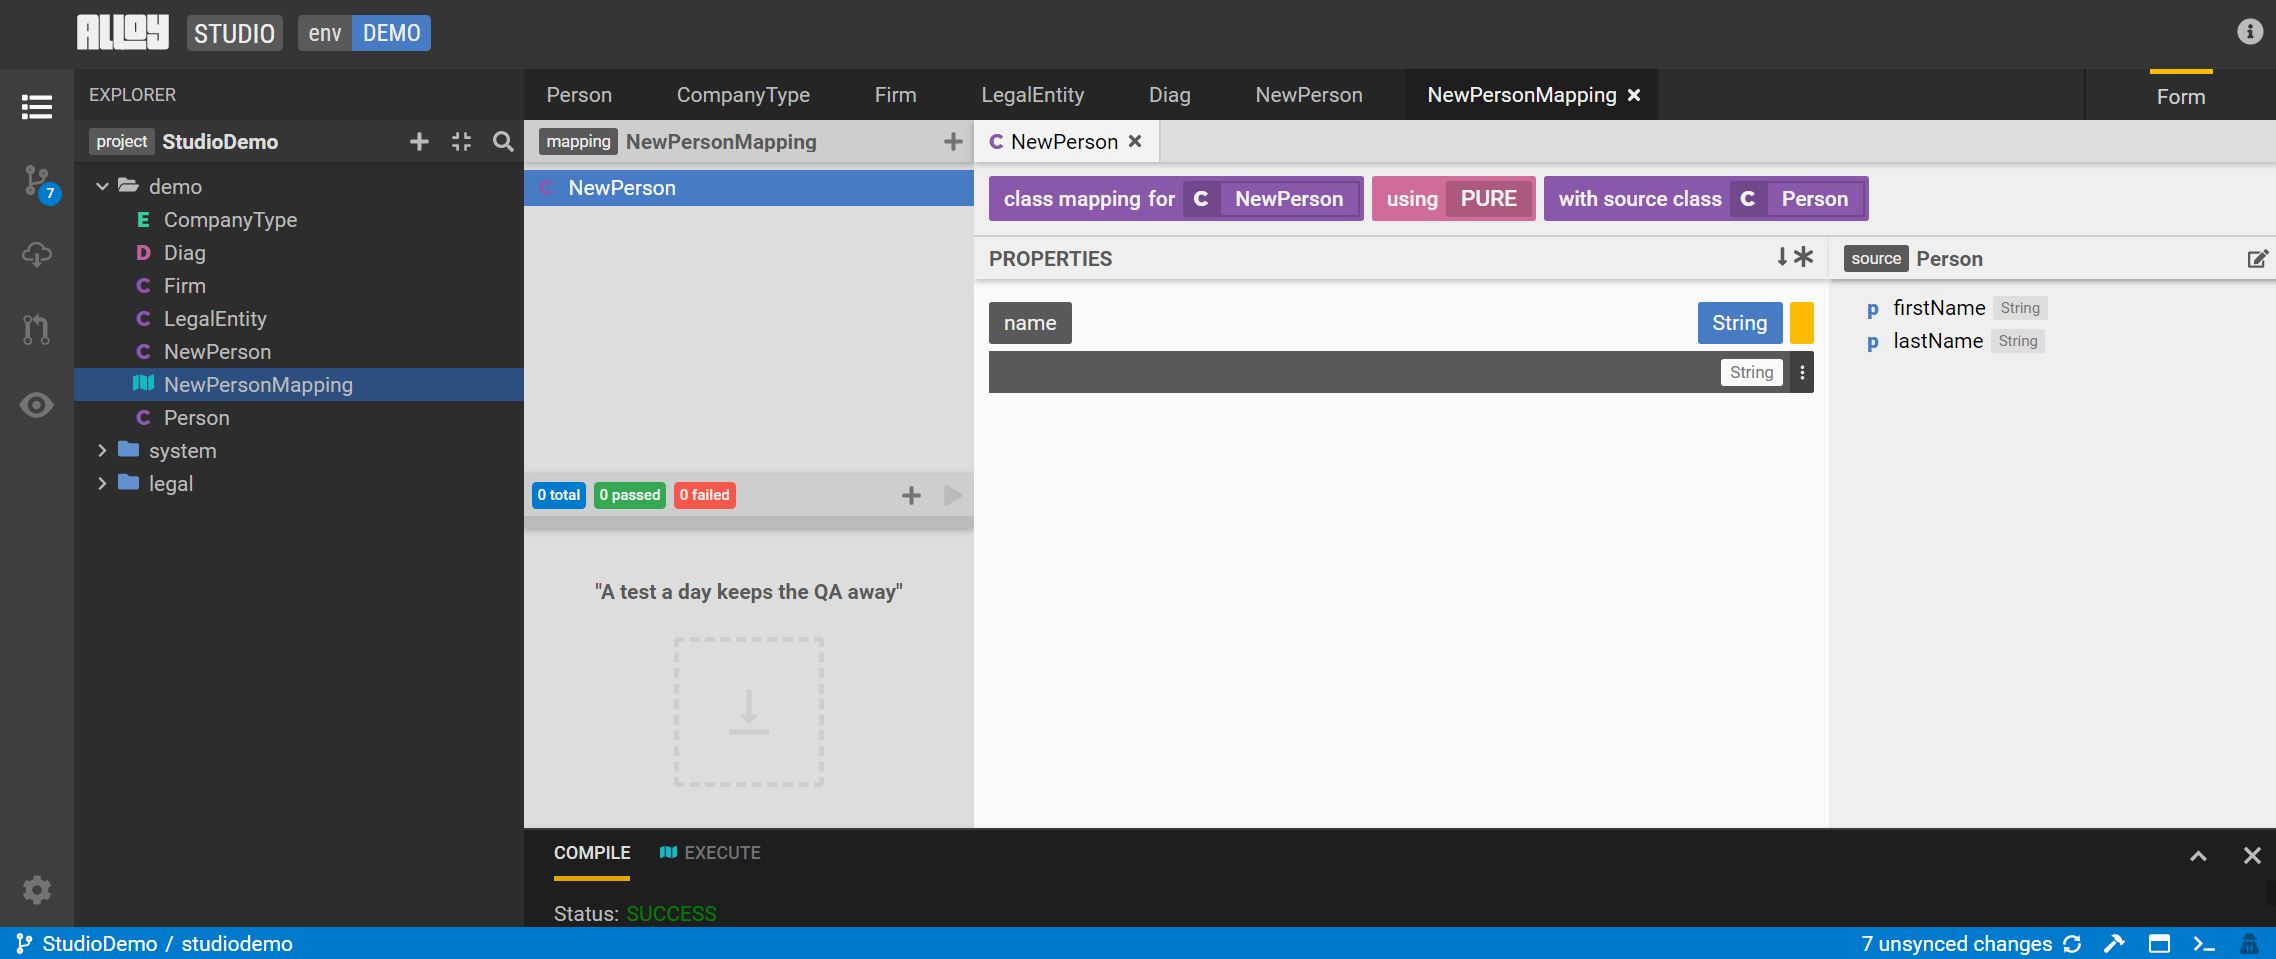 ALLOY STUDIO env DEMO
EXPLORER
project StudioDemo
7
demo
E CompanyType
D Diag
C Firm
C LegalEntity
C NewPerson
NewPersonMapping
C Person
system
legal
Person CompanyType Firm LegalEntity Diag NewPerson NewPersonMapping
Form
mapping NewPersonMapping
C NewPerson
0 total 0 passed 0 failed
"A test a day keeps the QA away"
C NewPerson
class mapping for C NewPerson using PURE with source class C Person
PROPERTIES
name String
String
source Person
p firstName String
p lastName String
COMPILE EXECUTE
Status: SUCCESS
StudioDemo / studiodemo
7 unsynced changes